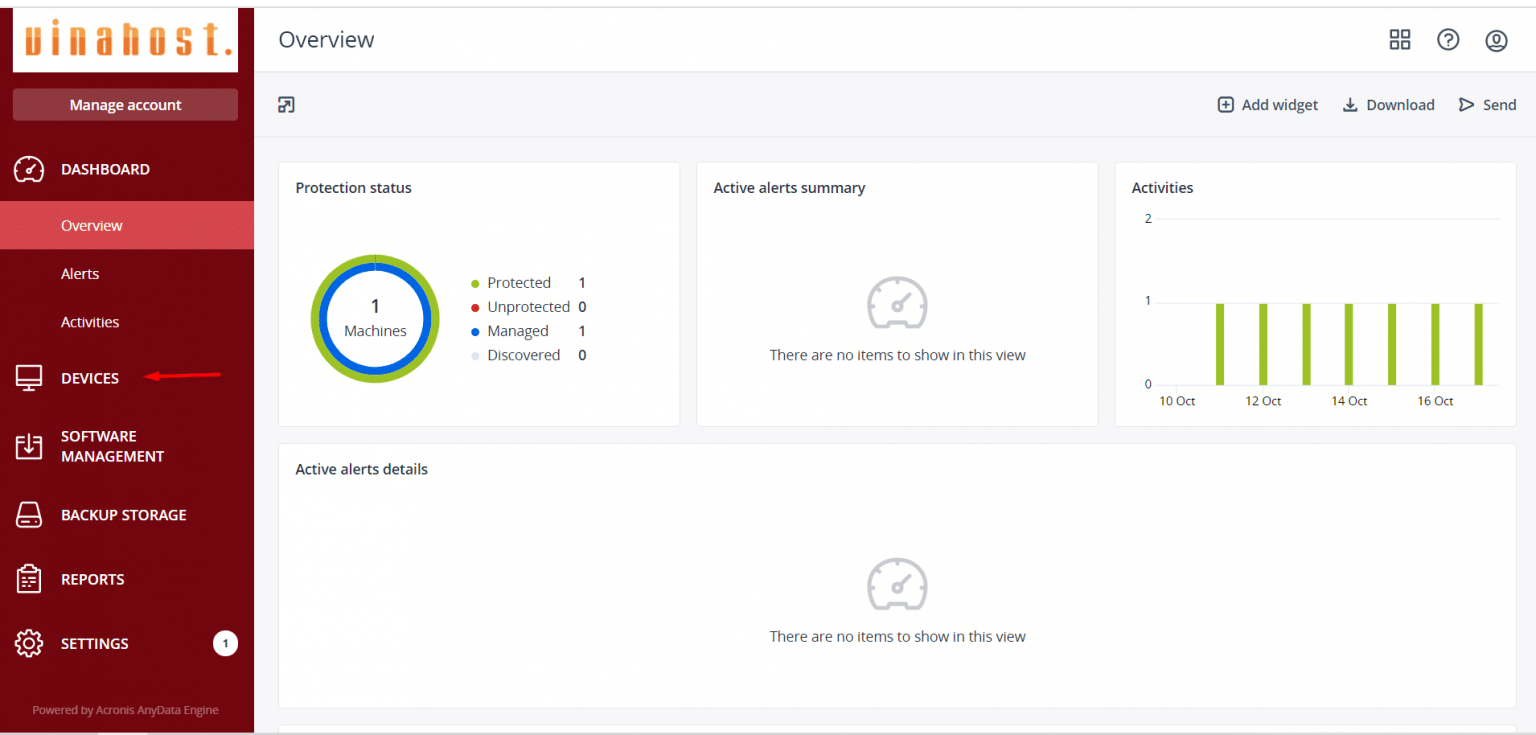 vinahost.
Manage account
DASHBOARD
Overview
Alerts
Activities
DEVICES
SOFTWARE
MANAGEMENT
BACKUP STORAGE
REPORTS
SETTINGS 1
Powered by Acronis AnyData Engine
Overview
Add widget Download Send
Protection status
1
Machines
Protected 1
Unprotected 0
Managed 1
Discovered 0
Active alerts summary
There are no items to show in this view
Activities
2
1
0
10 Oct 12 Oct 14 Oct 16 Oct
Active alerts details
There are no items to show in this view